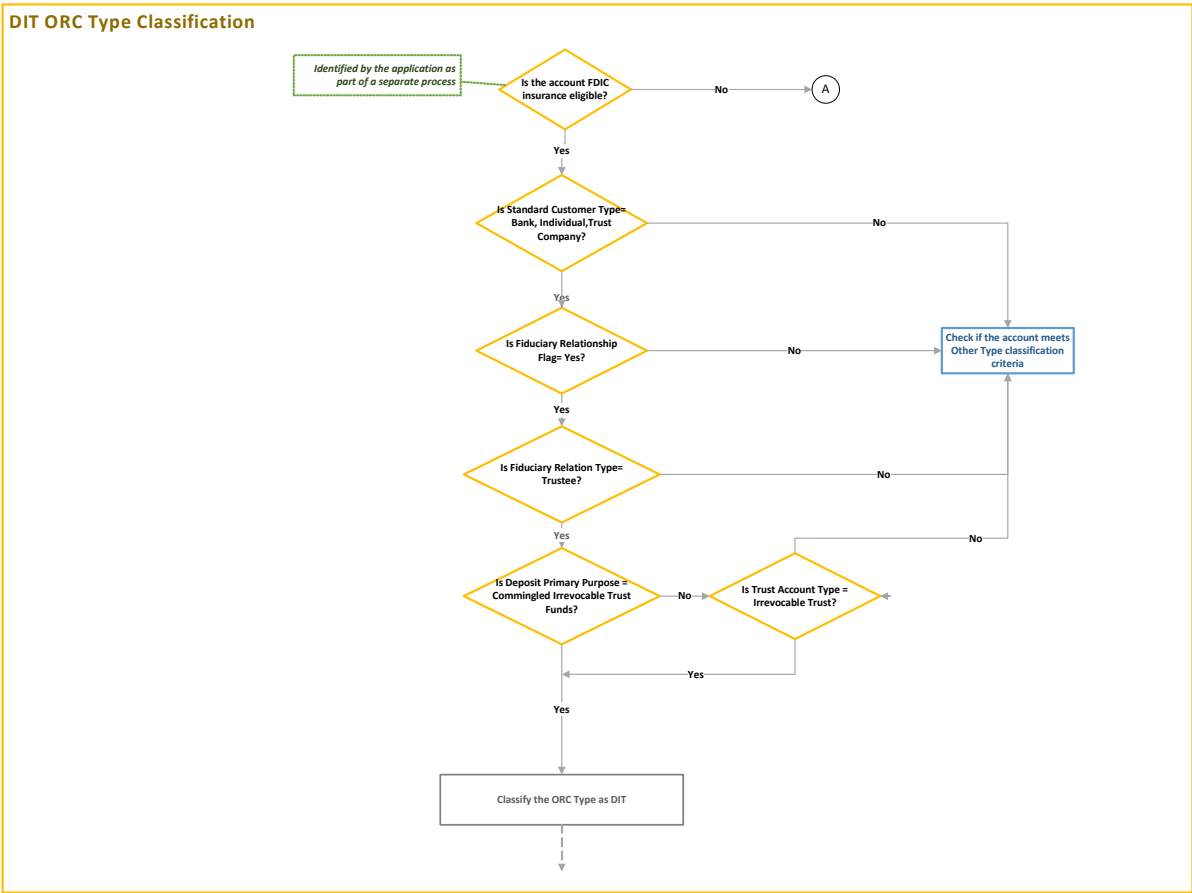 DIT ORC Type Classification
Identified by the application as
part of a separate process
Is the account FDIC
insurance eligible?
No
A
Yes
Is Standard Customer Type=
Bank, Individual,Trust
Company?
No
Yes
Is Fiduciary Relationship
Flag= Yes?
No
Check if the account meets
Other Type classification
criteria
Yes
Is Fiduciary Relation Type=
Trustee?
No
Yes
No
Is Deposit Primary Purpose =
Commingled Irrevocable Trust
Funds?
No
Is Trust Account Type =
Irrevocable Trust?
Yes
Yes
Classify the ORC Type as DIT